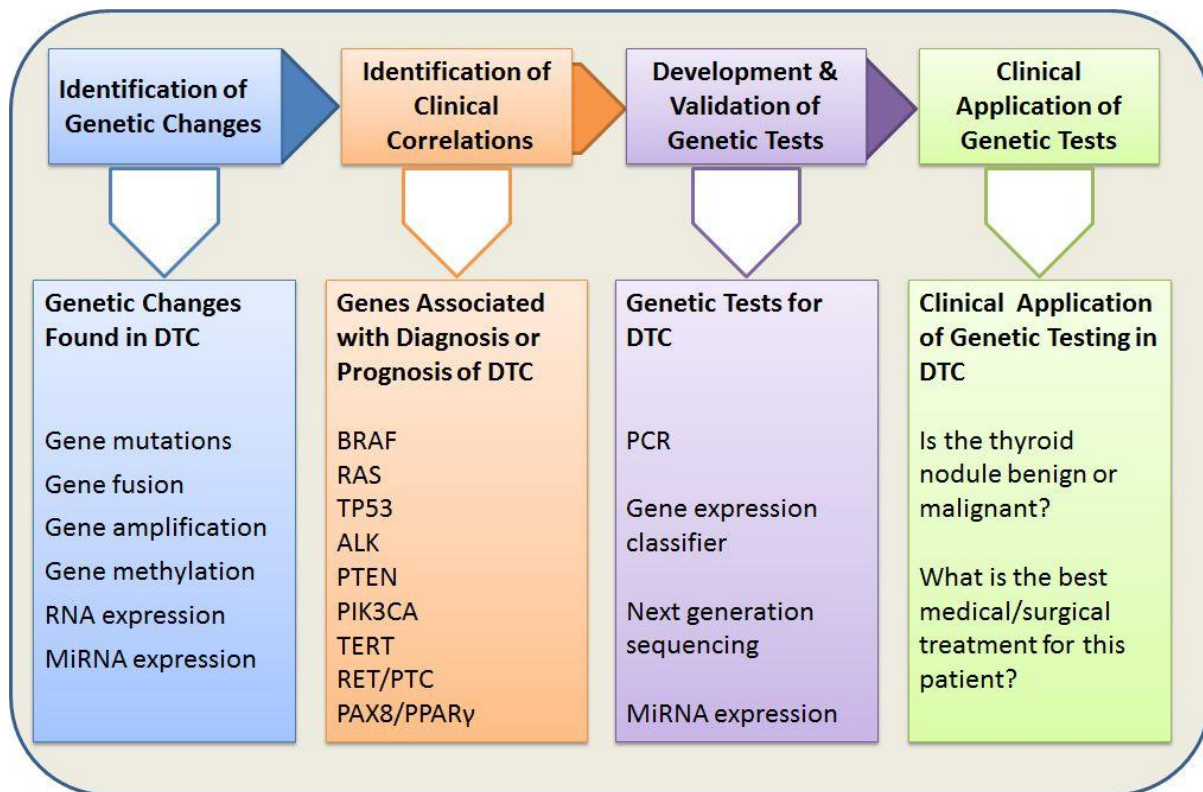 Identification of
Genetic Changes
Identification of
Clinical
Correlations
Development &
Validation of
Genetic Tests
Clinical
Application of
Genetic Tests
Genetic Changes
Found in DTC
Gene mutations
Gene fusion
Gene amplification
Gene methylation
RNA expression
MiRNA expression
Genes Associated
with Diagnosis or
Prognosis of DTC
BRAF
RAS
TP53
ALK
PTEN
PIK3CA
TERT
RET/PTC
PAX8/PPARγ
Genetic Tests for
DTC
PCR
Gene expression
classifier
Next generation
sequencing
MiRNA expression
Clinical Application
of Genetic Testing in
DTC
Is the thyroid
nodule benign or
malignant?
What is the best
medical/surgical
treatment for this
patient?